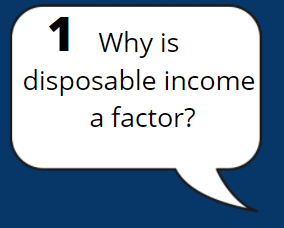 1 Why is
disposable income
a factor?